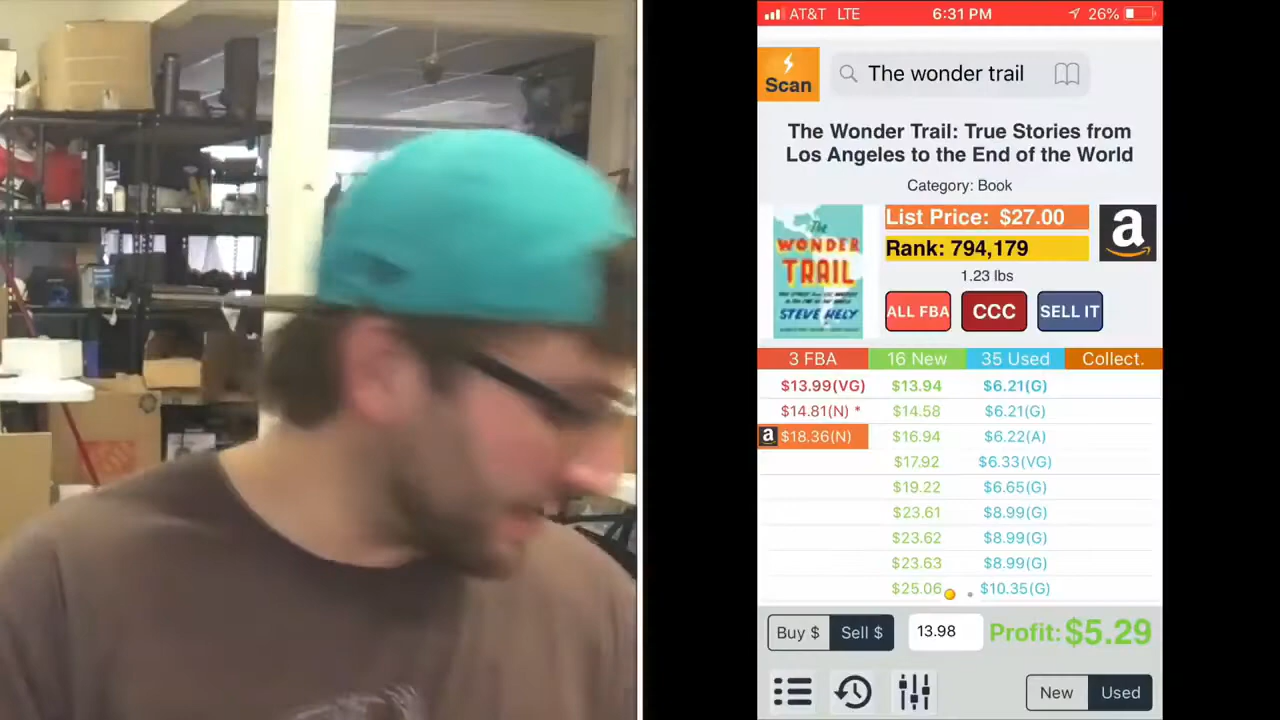 AT&T LTE 6:31 PM 26%
Scan The wonder trail
The Wonder Trail: True Stories from
Los Angeles to the End of the World
Category: Book
The
WONDER
TRAIL
STEVE HELY
List Price: $27.00
Rank: 794,179
1.23 lbs
a
ALL FBA CCC SELL IT
3 FBA 16 New 35 Used Collect.
$13.99(VG) $13.94 $6.21(G)
$14.81(N) * $14.58 $6.21(G)
a $18.36(N) $16.94 $6.22(A)
$17.92 $6.33(VG)
$19.22 $6.65(G)
$23.61 $8.99(G)
$23.62 $8.99(G)
$23.63 $8.99(G)
$25.06 $10.35(G)
Buy $ Sell $ 13.98 Profit: $5.29
New Used